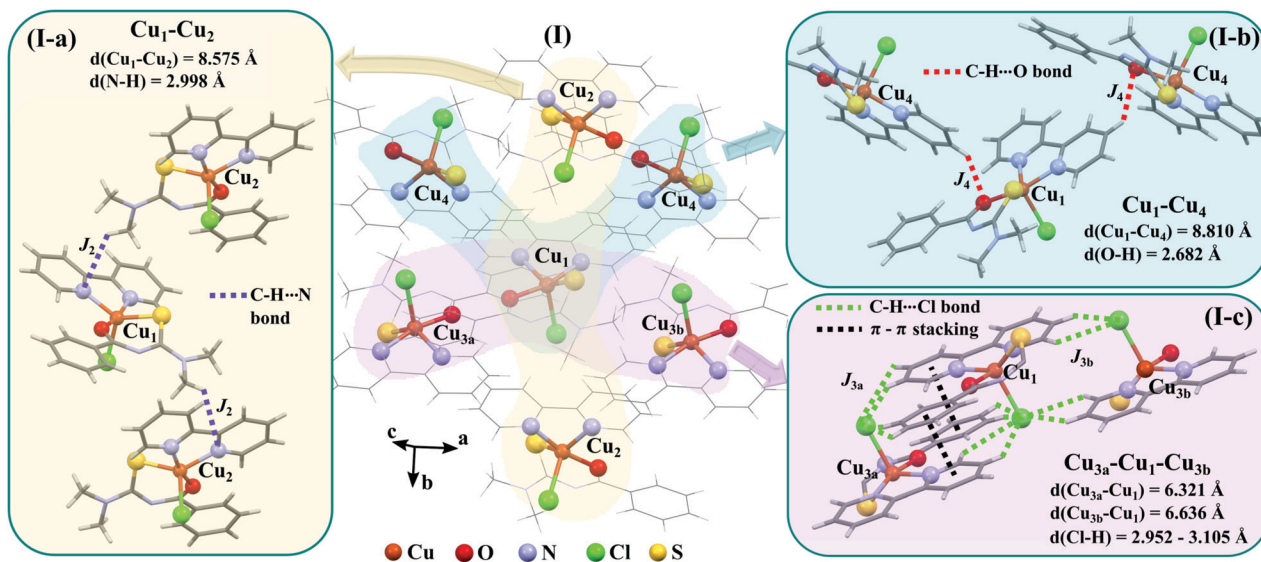 (I-a)
Cu₁-Cu₂
d(Cu₁-Cu₂) = 8.575 Å
d(N-H) = 2.998 Å
Cu₂
J₂
C-H···N
bond
Cu₁
J₂
Cu₂
(I)
Cu₂
Cu₄
Cu₄
Cu₁
Cu₃ₐ
Cu₃b
Cu₂
c
a
b
Cu
O
N
Cl
S
(I-b)
C-H···O bond
Cu₄
Cu₄
J₄
J₄
Cu₁
Cu₁-Cu₄
d(Cu₁-Cu₄) = 8.810 Å
d(O-H) = 2.682 Å
C-H···Cl bond
π - π stacking
(I-c)
J₃ₐ
Cu₁
J₃b
Cu₃b
Cu₃ₐ
Cu₃ₐ-Cu₁-Cu₃b
d(Cu₃ₐ-Cu₁) = 6.321 Å
d(Cu₃b-Cu₁) = 6.636 Å
d(Cl-H) = 2.952 - 3.105 Å